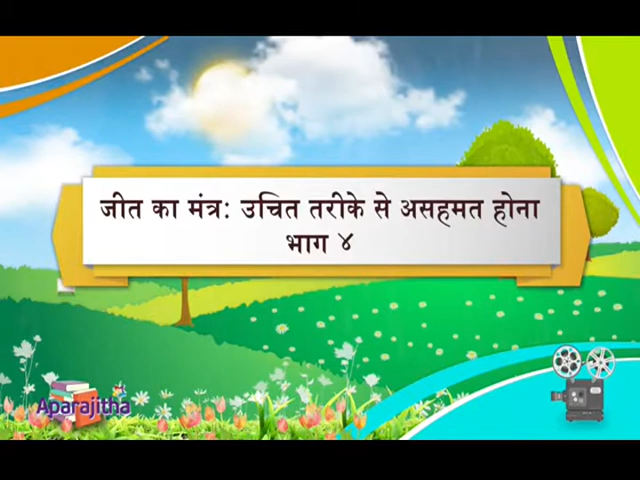 जीत का मंत्र: उचित तरीके से असहमत होना
भाग ४
Aparajitha